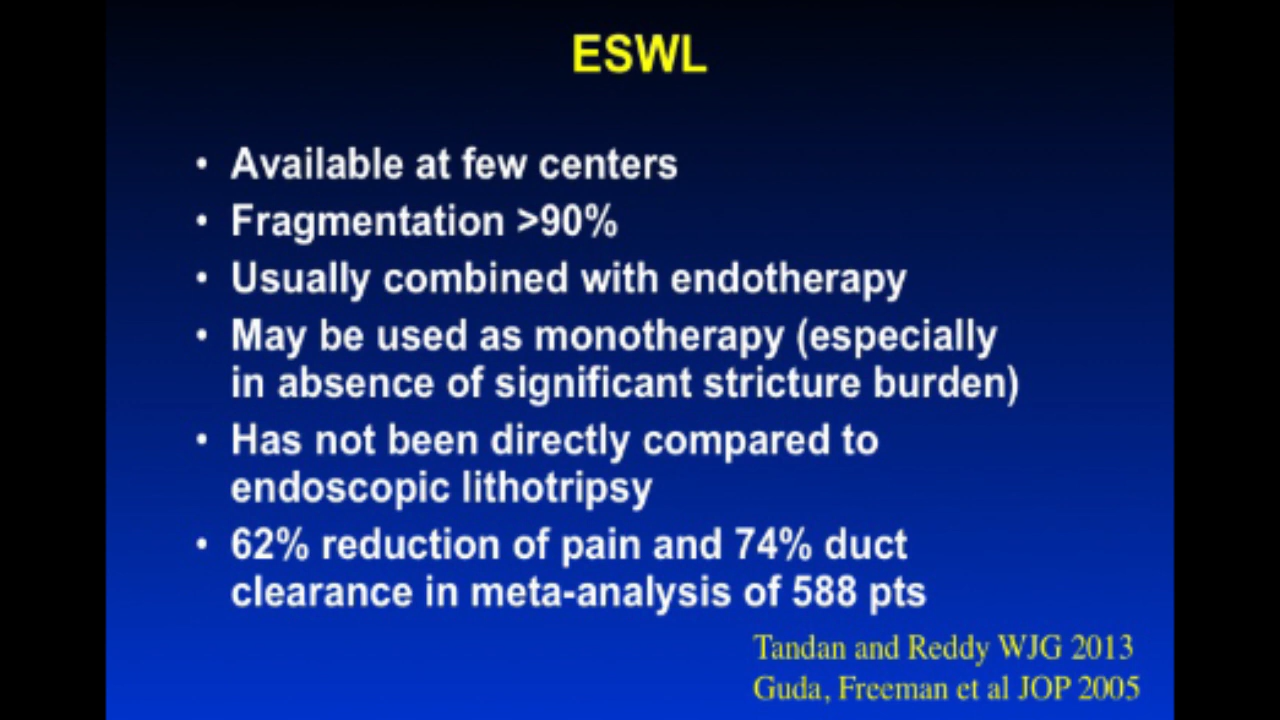 ESWL
• Available at few centers
• Fragmentation >90%
• Usually combined with endotherapy
• May be used as monotherapy (especially
in absence of significant stricture burden)
• Has not been directly compared to
endoscopic lithotripsy
• 62% reduction of pain and 74% duct
clearance in meta-analysis of 588 pts
Tandan and Reddy WJG 2013
Guda, Freeman et al JOP 2005